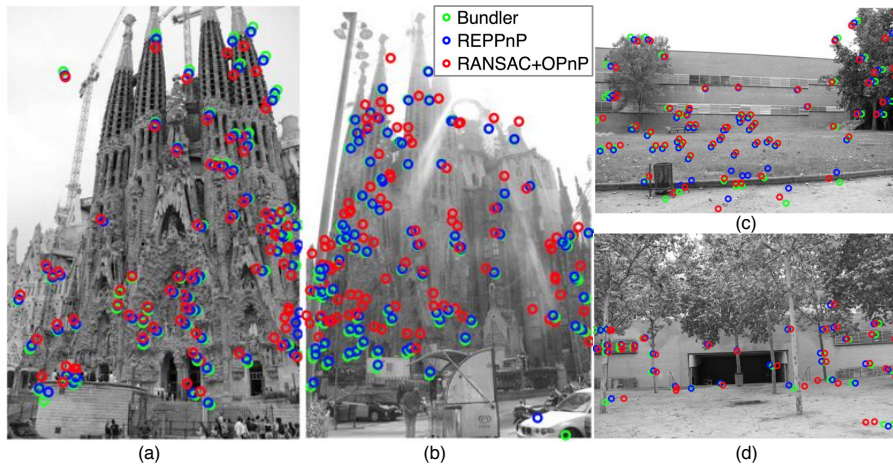 Bundler
REPPnP
RANSAC+OPnP
(a)
(b)
(c)
(d)